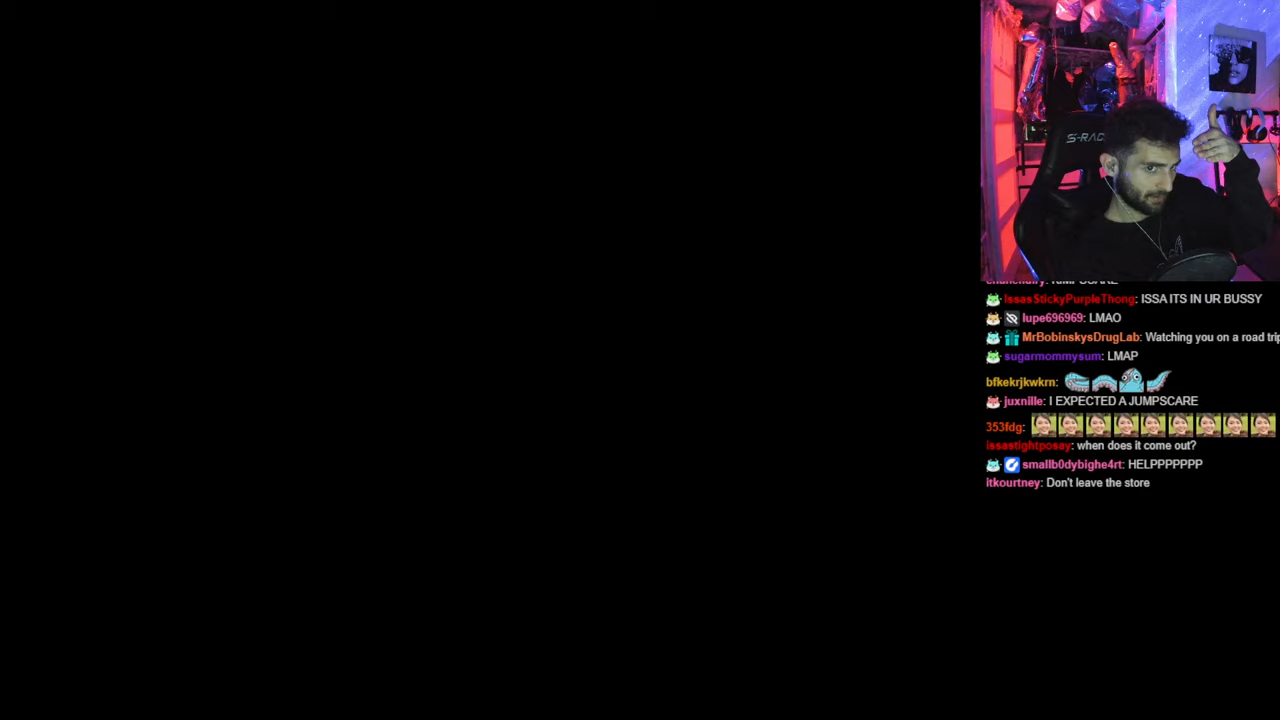 S-RAC
IssasStickyPurpleThong: ISSA ITS IN UR BUSSY
lupe696969: LMAO
MrBobinskysDrugLab: Watching you on a road trip
sugarmommysum: LMAP
bfkekrjkwkrn:
juxnille: I EXPECTED A JUMPSCARE
353fdg:
issastightposay: when does it come out?
smallb0dybighe4rt: HELPPPPPPP
itkourtney: Don't leave the store